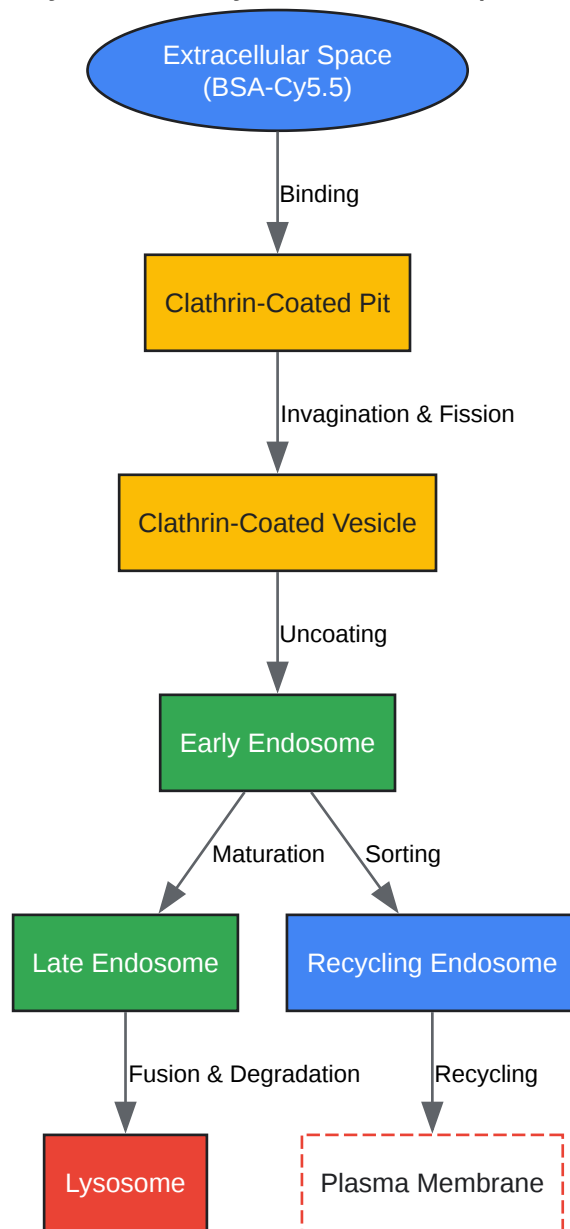 Extracellular Space
(BSA-Cy5.5)
Binding
Clathrin-Coated Pit
Invagination & Fission
Clathrin-Coated Vesicle
Uncoating
Early Endosome
Maturation
Sorting
Late Endosome
Recycling Endosome
Fusion & Degradation
Recycling
Lysosome
Plasma Membrane